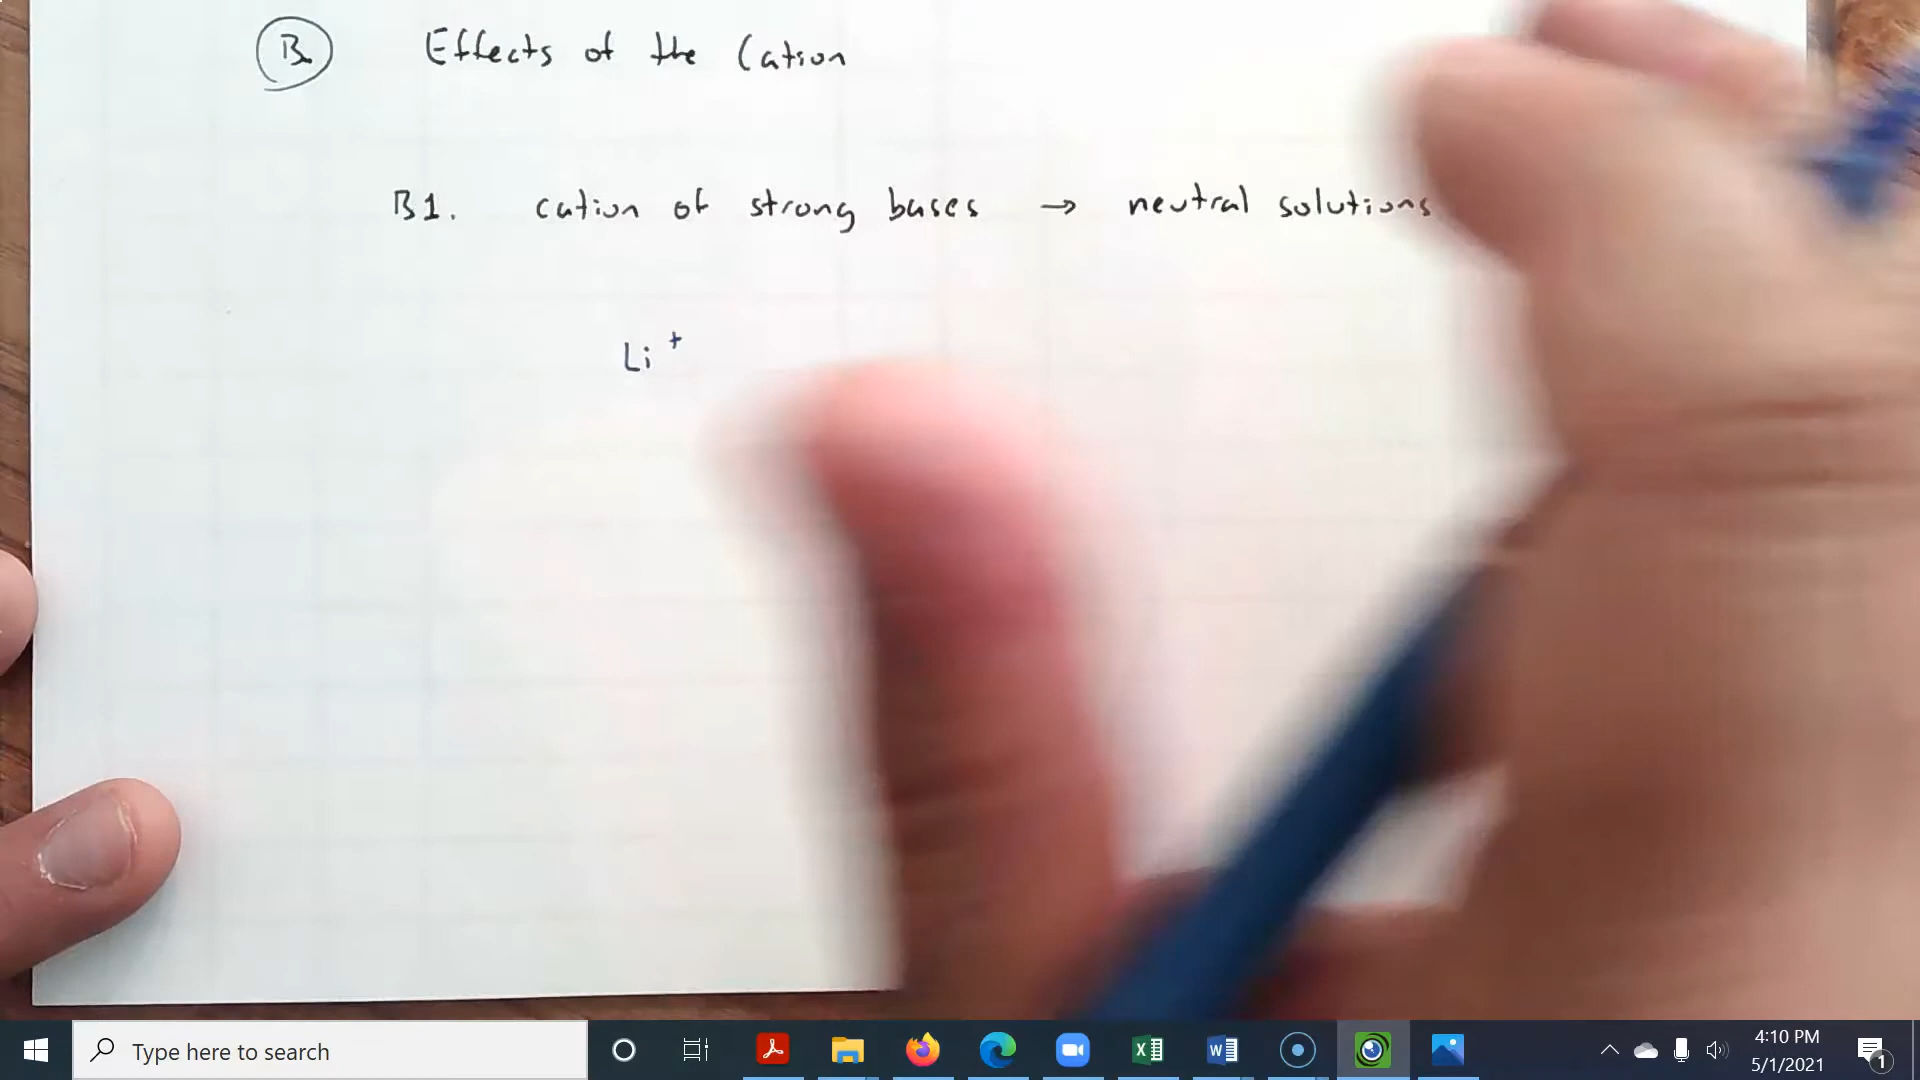 B Effects of the Cation
B1. cation of strong bases → neutral solutions
Li +
Type here to search
4:10 PM
5/1/2021
1